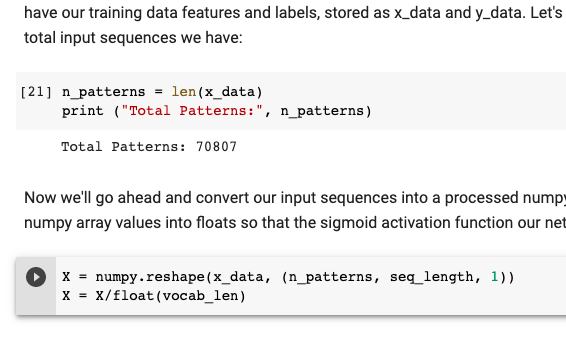 have our training data features and labels, stored as x_data and y_data. Let's
total input sequences we have:
[21] n_patterns = len(x_data)
print ("Total Patterns:", n_patterns)
Total Patterns: 70807
Now we'll go ahead and convert our input sequences into a processed numpy
numpy array values into floats so that the sigmoid activation function our net
X = numpy.reshape(x_data, (n_patterns, seq_length, 1))
X = X/float(vocab_len)